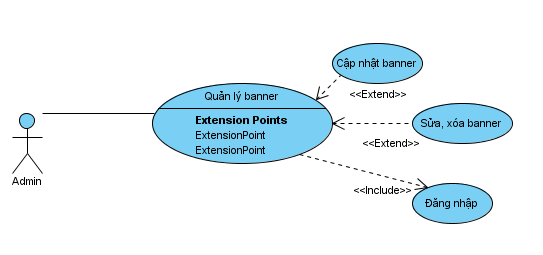 Cập nhật banner
Quản lý banner
<<Extend>>
Extension Points
ExtensionPoint
ExtensionPoint
Sửa, xóa banner
<<Extend>>
Admin
<<Include>>
Đăng nhập